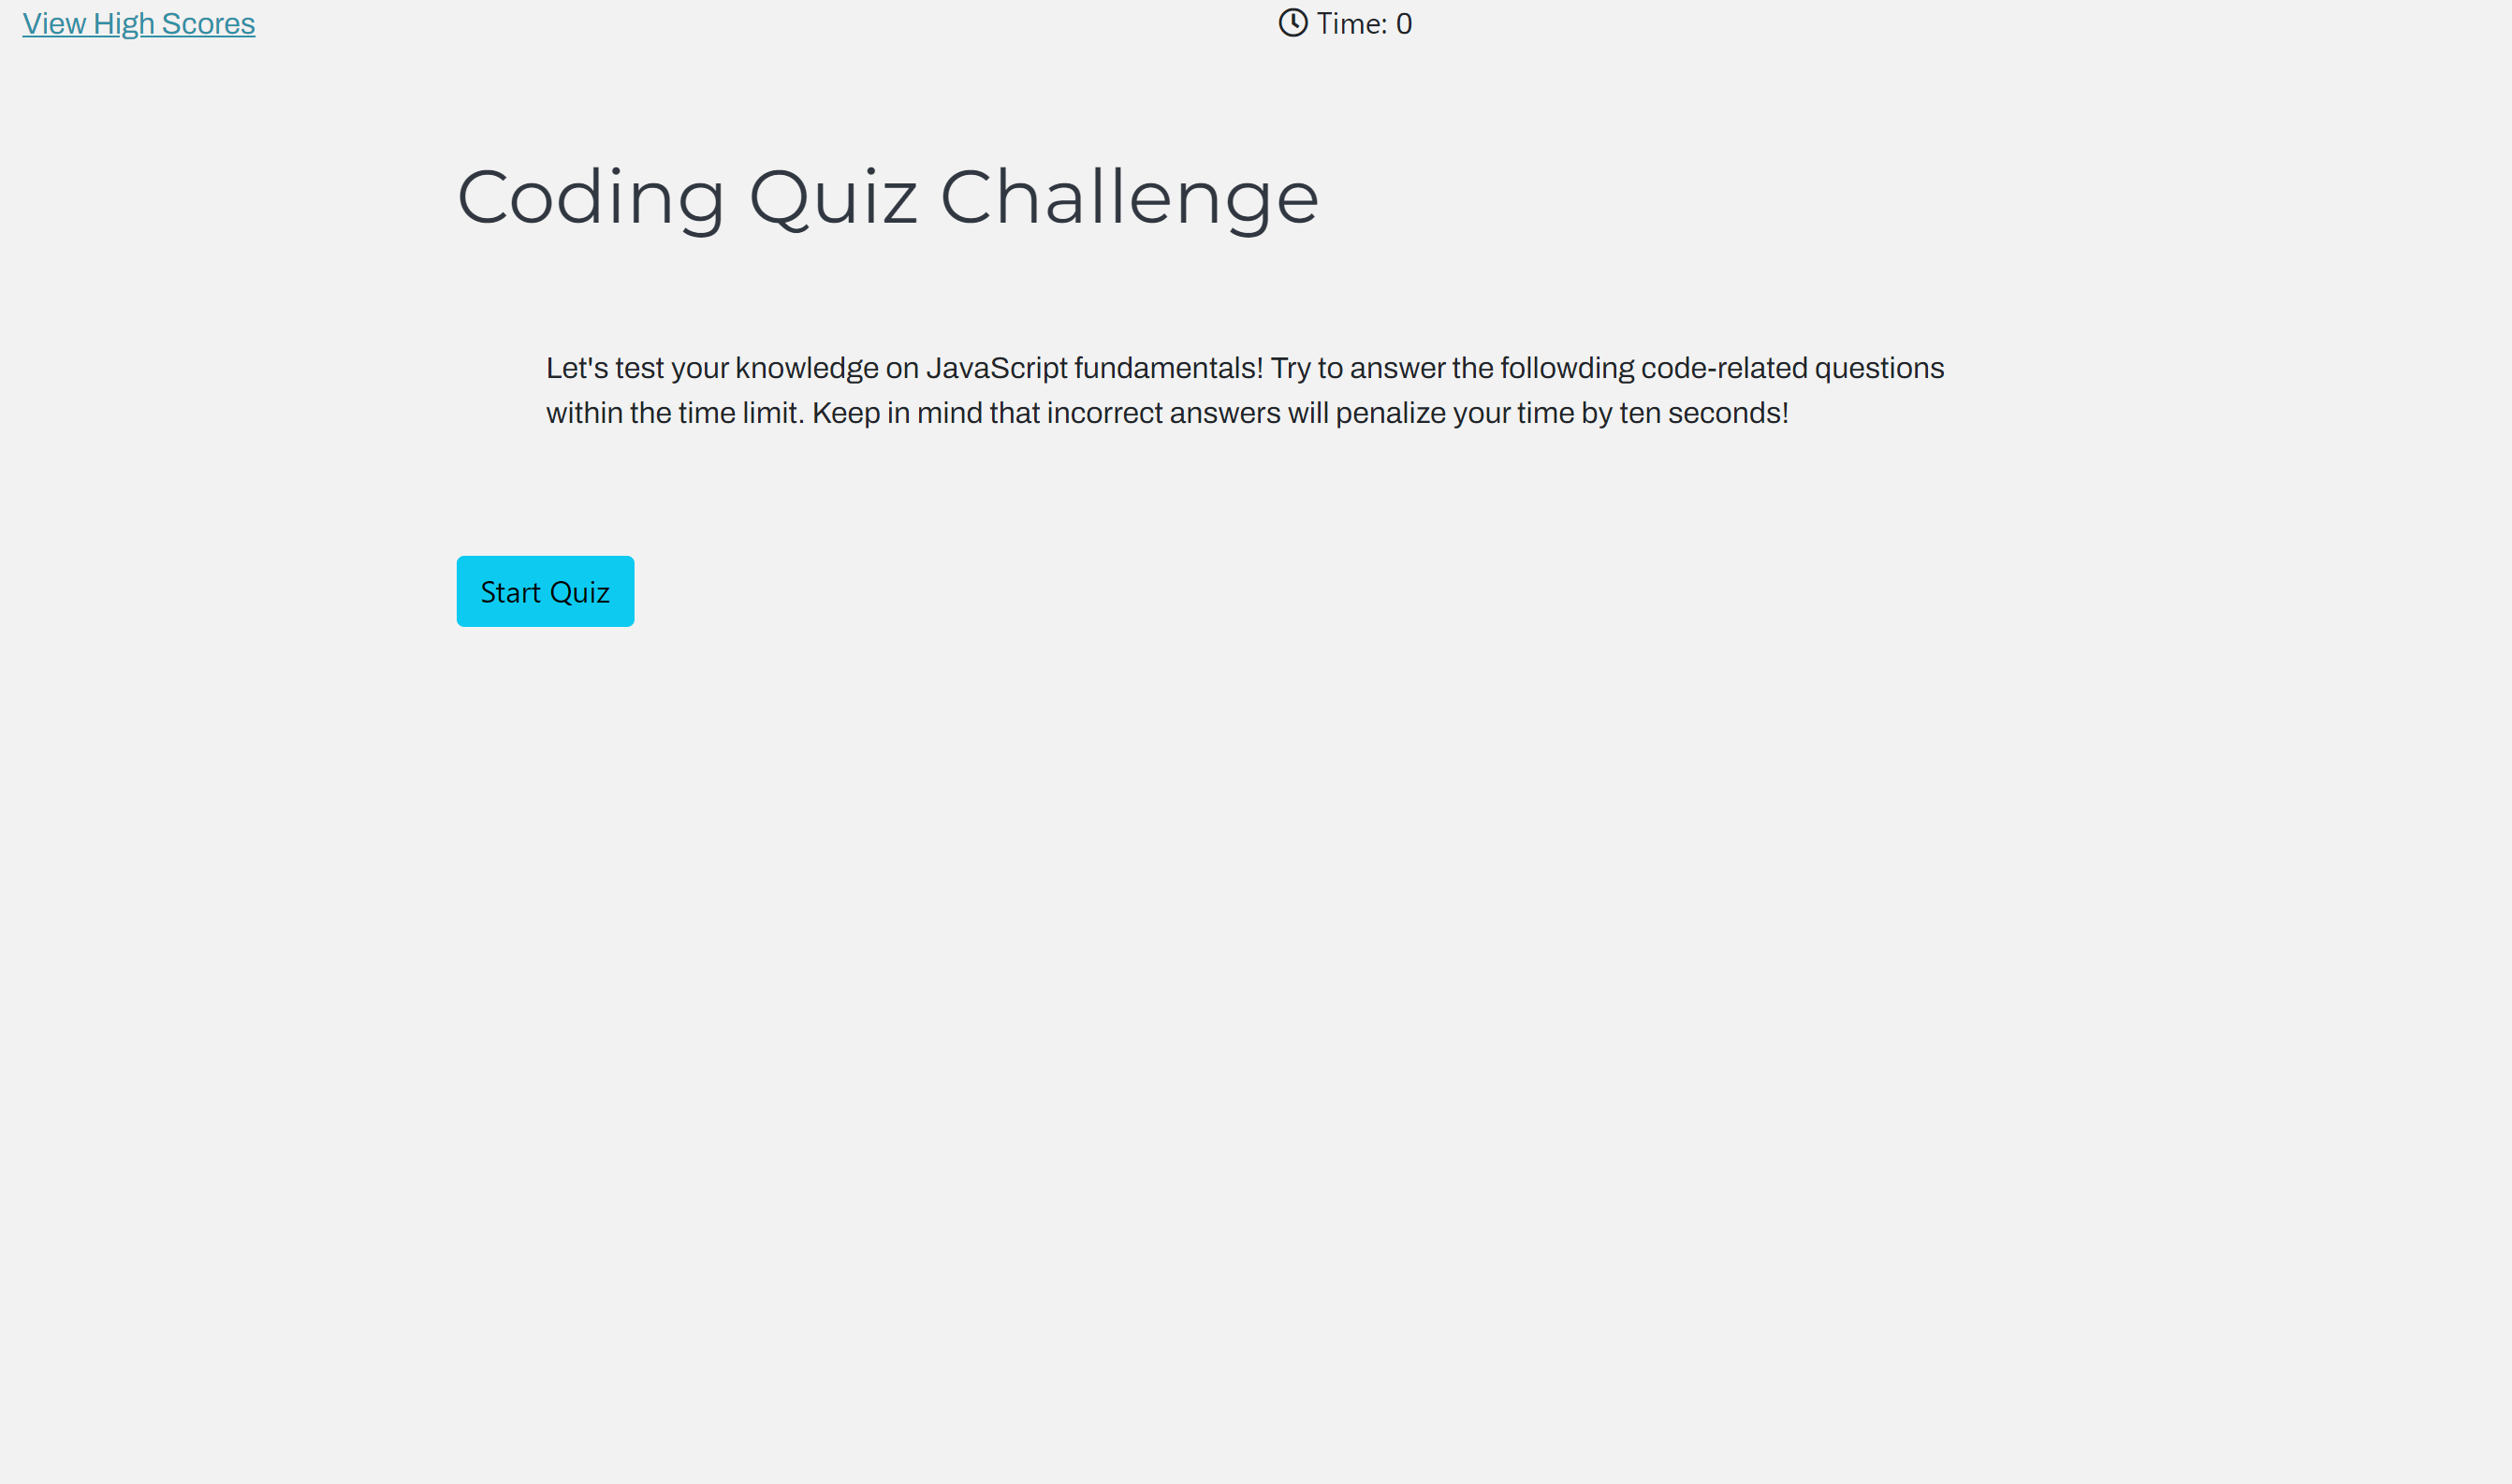 View High Scores
Time: 0
Coding Quiz Challenge
Let's test your knowledge on JavaScript fundamentals! Try to answer the followding code-related questions
within the time limit. Keep in mind that incorrect answers will penalize your time by ten seconds!
Start Quiz